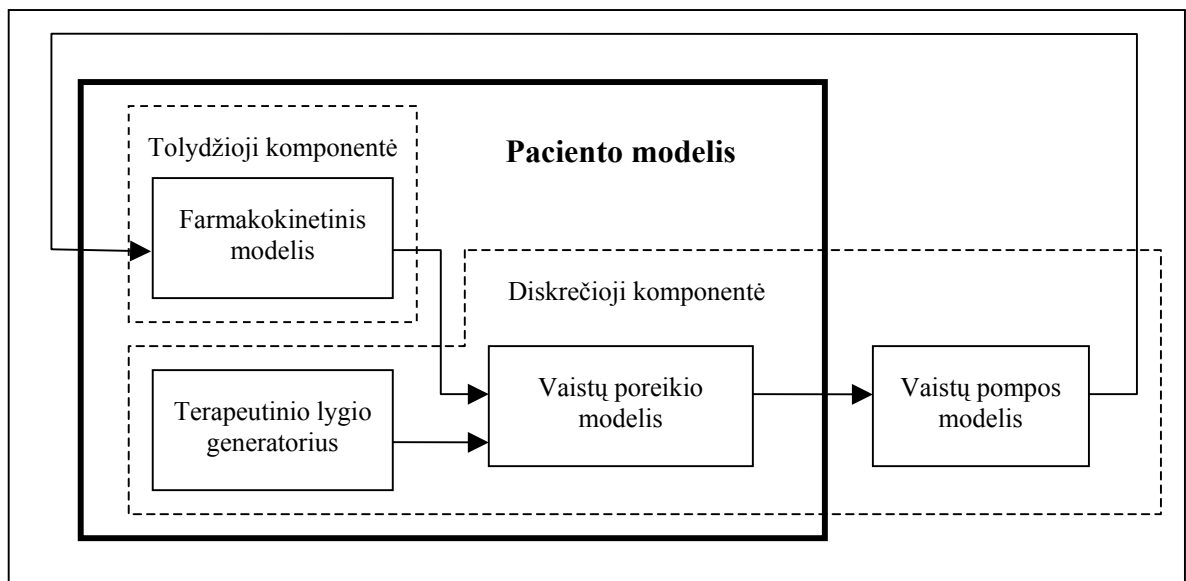 Tolydžioji komponentė
Paciento modelis
Farmakokinetinis
modelis
Diskrečioji komponentė
Terapeutinio lygio
generatorius
Vaistų poreikio
modelis
Vaistų pompos
modelis